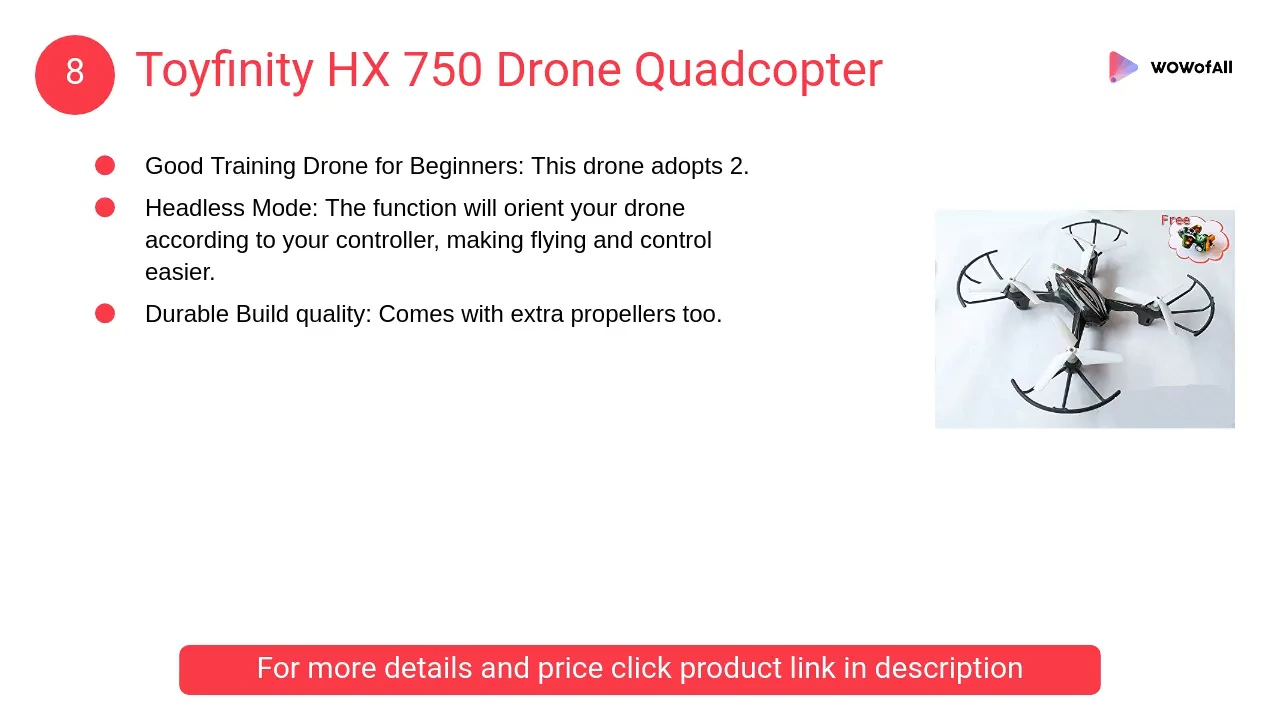 8
Toyfinity HX 750 Drone Quadcopter
WOWofAll
Good Training Drone for Beginners: This drone adopts 2.
Headless Mode: The function will orient your drone
according to your controller, making flying and control
easier.
Durable Build quality: Comes with extra propellers too.
Free
For more details and price click product link in description